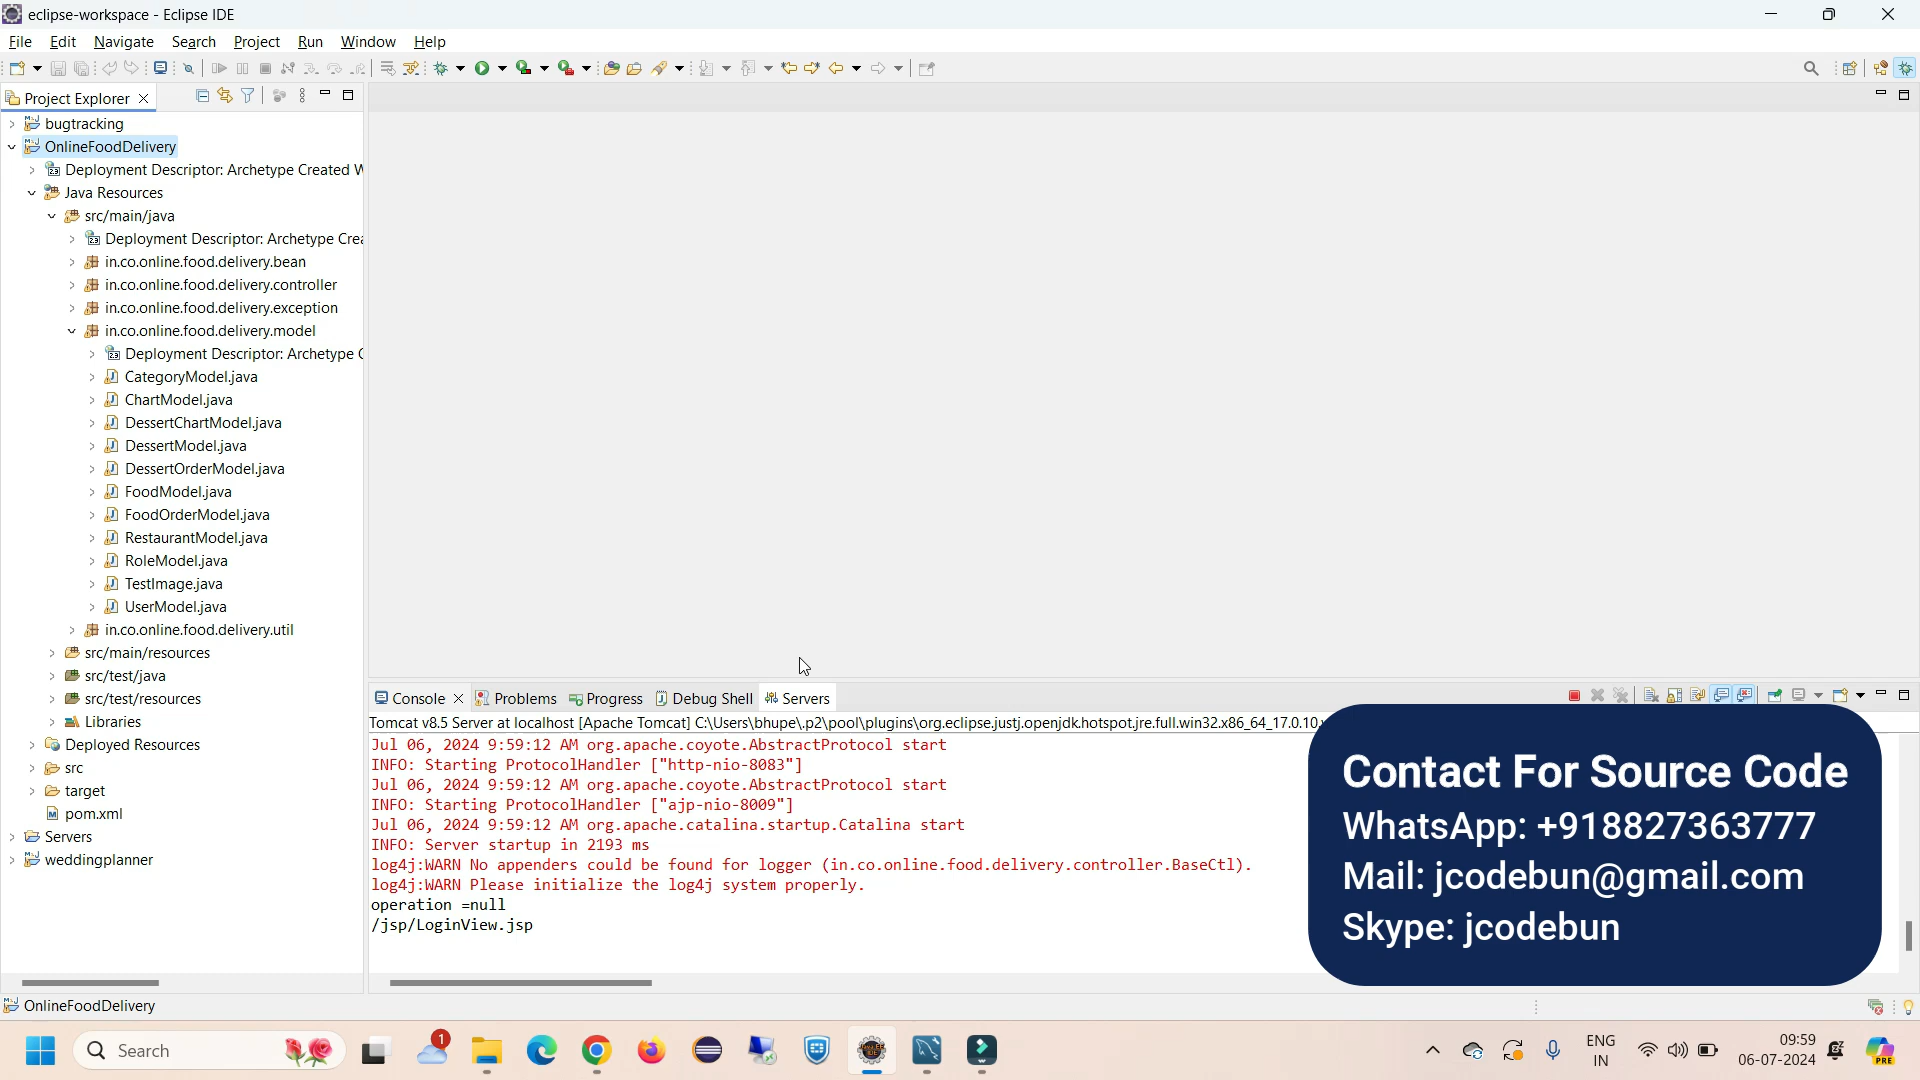 eclipse-workspace - Eclipse IDE
File Edit Navigate Search Project Run Window Help
Project Explorer
bugtracking
OnlineFoodDelivery
Deployment Descriptor: Archetype Created W
Java Resources
src/main/java
Deployment Descriptor: Archetype Crea
in.co.online.food.delivery.bean
in.co.online.food.delivery.controller
in.co.online.food.delivery.exception
in.co.online.food.delivery.model
Deployment Descriptor: Archetype C
CategoryModel.java
ChartModel.java
DessertChartModel.java
DessertModel.java
DessertOrderModel.java
FoodModel.java
FoodOrderModel.java
RestaurantModel.java
RoleModel.java
TestImage.java
UserModel.java
in.co.online.food.delivery.util
src/main/resources
src/test/java
src/test/resources
Libraries
Deployed Resources
src
target
pom.xml
Servers
weddingplanner
Console Problems Progress Debug Shell Servers
Tomcat v8.5 Server at localhost [Apache Tomcat] C:\Users\bhupe\.p2\pool\plugins\org.eclipse.justj.openjdk.hotspot.jre.full.win32.x86_64_17.0.10.v
Jul 06, 2024 9:59:12 AM org.apache.coyote.AbstractProtocol start
INFO: Starting ProtocolHandler ["http-nio-8083"]
Jul 06, 2024 9:59:12 AM org.apache.coyote.AbstractProtocol start
INFO: Starting ProtocolHandler ["ajp-nio-8009"]
Jul 06, 2024 9:59:12 AM org.apache.catalina.startup.Catalina start
INFO: Server startup in 2193 ms
log4j:WARN No appenders could be found for logger (in.co.online.food.delivery.controller.BaseCtl).
log4j:WARN Please initialize the log4j system properly.
operation =null
/jsp/LoginView.jsp
Contact For Source Code
WhatsApp: +918827363777
Mail: jcodebun@gmail.com
Skype: jcodebun
OnlineFoodDelivery
Search
1
ENG
IN
09:59
06-07-2024
PRE